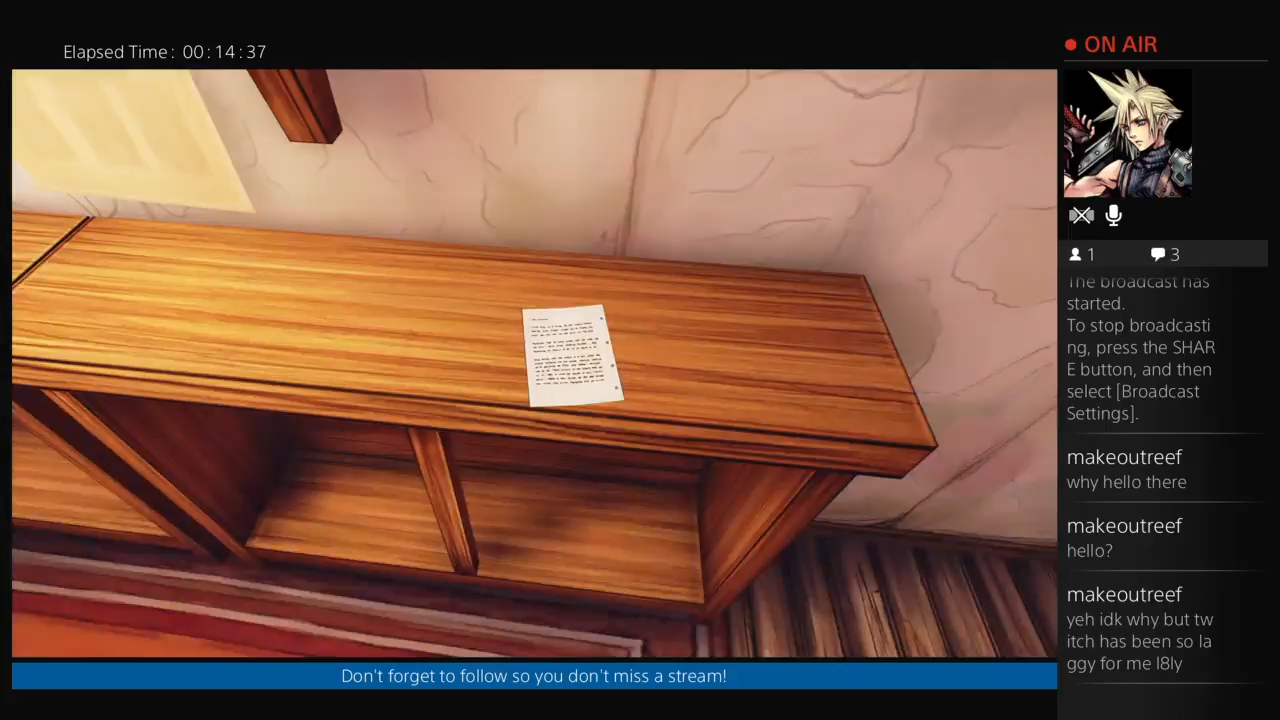 Elapsed Time: 00:14:37
ON AIR
1 3
The broadcast has
started.
To stop broadcasti
ng, press the SHAR
E button, and then
select [Broadcast
Settings].
makeoutreef
why hello there
makeoutreef
hello?
makeoutreef
yeh idk why but tw
itch has been so la
ggy for me l8ly
Don't forget to follow so you don't miss a stream!